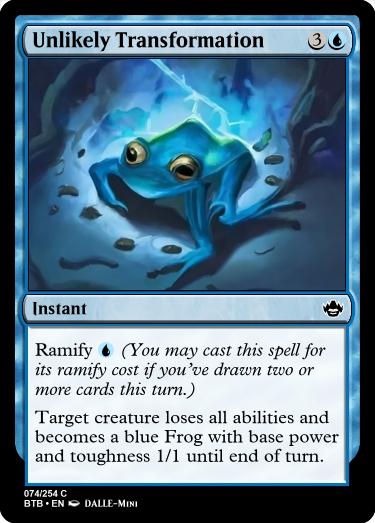 Unlikely Transformation 3
Instant
Ramify (You may cast this spell for
its ramify cost if you've drawn two or
more cards this turn.)
Target creature loses all abilities and
becomes a blue Frog with base power
and toughness 1/1 until end of turn.
074/254 C
BTB • EN DALLE-Mini